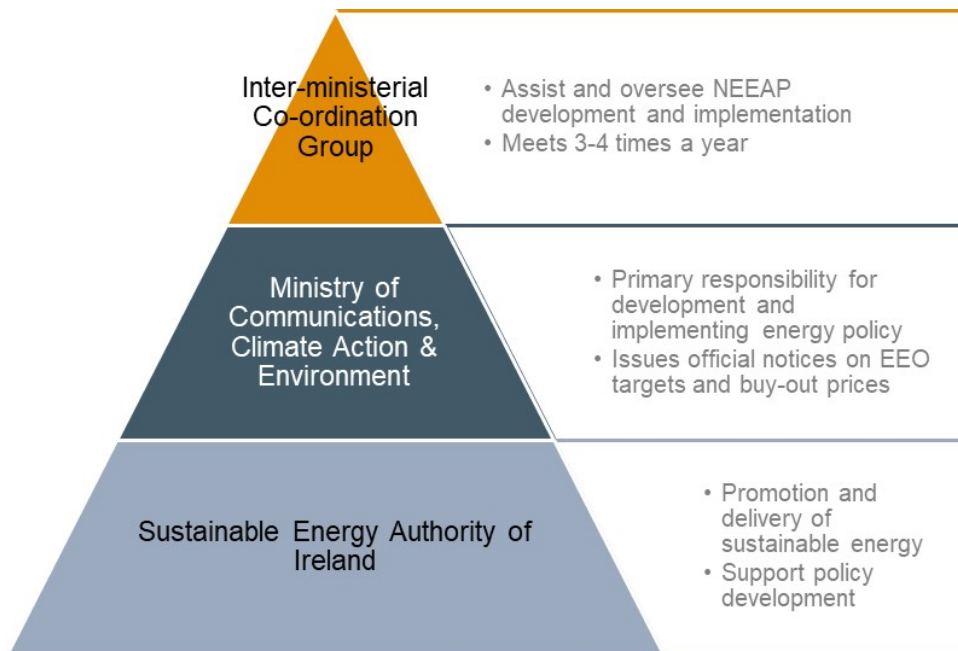 Inter-ministerial
Co-ordination
Group
• Assist and oversee NEEAP
development and implementation
• Meets 3-4 times a year
Ministry of
Communications,
Climate Action &
Environment
• Primary responsibility for
development and
implementing energy policy
• Issues official notices on EEO
targets and buy-out prices
Sustainable Energy Authority of
Ireland
• Promotion and
delivery of
sustainable energy
• Support policy
development